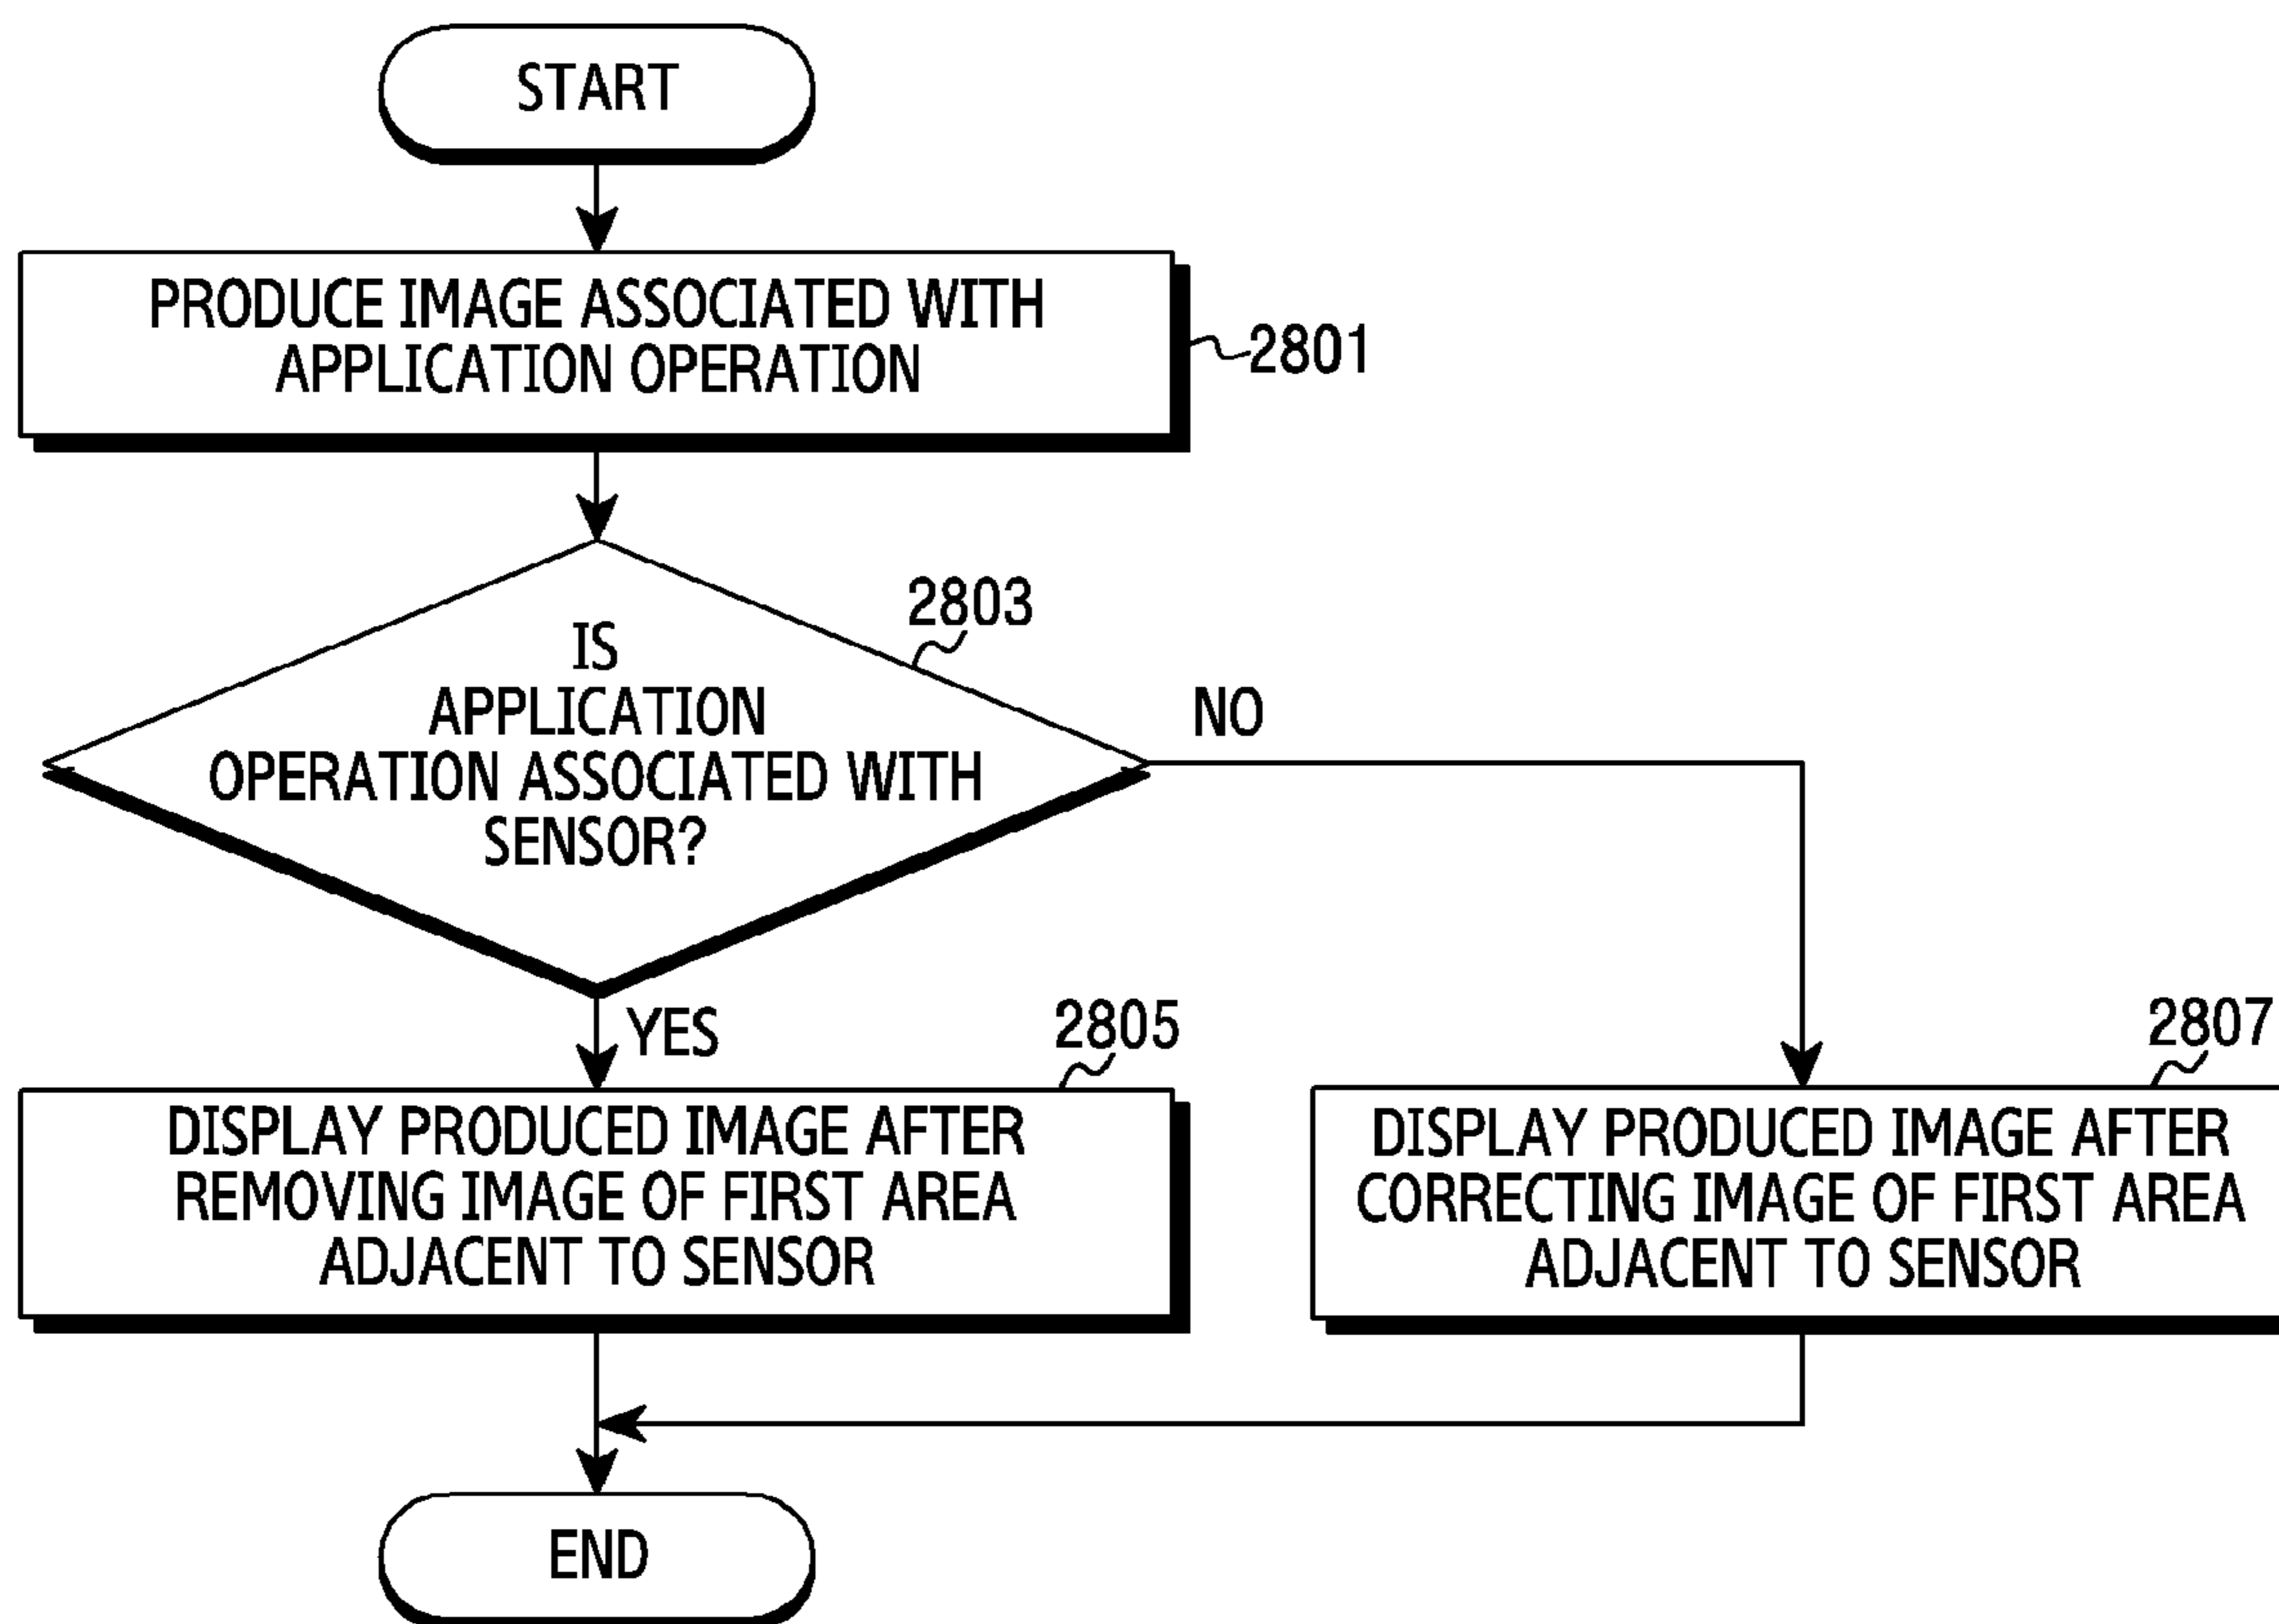 START
PRODUCE IMAGE ASSOCIATED WITH
APPLICATION OPERATION
2801
2803
IS
APPLICATION
OPERATION ASSOCIATED WITH
SENSOR?
NO
YES
2805
DISPLAY PRODUCED IMAGE AFTER
REMOVING IMAGE OF FIRST AREA
ADJACENT TO SENSOR
2807
DISPLAY PRODUCED IMAGE AFTER
CORRECTING IMAGE OF FIRST AREA
ADJACENT TO SENSOR
END